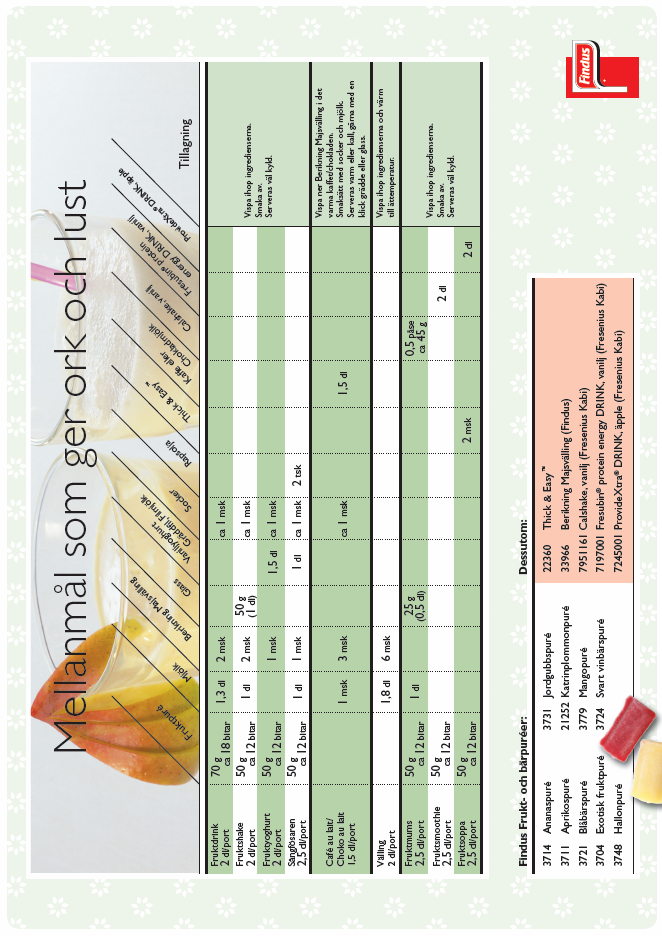 Mellanmål som ger ork och lust
Findus
Fruktpuré
Mjölk
Berikning Majsvälling
Glass
Vaniljyoghurt
Gräddfil, Filmjölk
Socker
Rapsolja
Thick & Easy™
Kaffe eller
Chokladmjölk
Calshake, vanilj
Fresubin® protein
energy DRINK, vanilj
ProvideXtra® DRINK, äpple
Tillagning
Fruktdrink 70 g 1,3 dl 2 msk ca 1 msk
2 dl/port ca 18 bitar
Fruktshake 50 g 1 dl 2 msk 50 g ca 1 msk
2 dl/port ca 12 bitar (1 dl)
Fruktyoghurt 50 g 1 msk 1,5 dl ca 1 msk
2 dl/port ca 12 bitar
Sångfösaren 50 g 1 dl 1 msk 1 dl ca 1 msk 2 tsk
2,5 dl/port ca 12 bitar
Vispa ihop ingredienserna.
Smaka av.
Serveras väl kyld.
Café au lait/
Choko au lait 1 msk 3 msk ca 1 msk 1,5 dl
1,5 dl/port
Vispa ner Berikning Majsvälling i det
varma kaffet/chokladen.
Smaksätt med socker och mjölk.
Serveras varm eller kall, gärna med en
klick grädde eller glass.
Välling 1,8 dl 6 msk Vispa ihop ingredienserna och värm
2 dl/port till ättemperatur.
Fruktmums 50 g 1 dl 25 g 0,5 påse
2,5 dl/port ca 12 bitar (0,5 dl) ca 45 g
Fruktsmoothie 50 g 2 dl
2,5 dl/port ca 12 bitar
Fruktsoppa 50 g 2 msk 2 dl
2,5 dl/port ca 12 bitar
Vispa ihop ingredienserna.
Smaka av.
Serveras väl kyld.
Findus Frukt- och bärpuréer:
3714 Ananaspuré 3731 Jordgubbspuré
3711 Aprikospuré 21252 Katrinplommonpuré
3721 Blåbärspuré 3779 Mangopuré
3704 Exotisk fruktpuré 3724 Svart vinbärspuré
3748 Hallonpuré
Dessutom:
22360 Thick & Easy™
33966 Berikning Majsvälling (Findus)
7951161 Calshake, vanilj (Fresenius Kabi)
7197001 Fresubin® protein energy DRINK, vanilj (Fresenius Kabi)
7245001 ProvideXtra® DRINK, äpple (Fresenius Kabi)